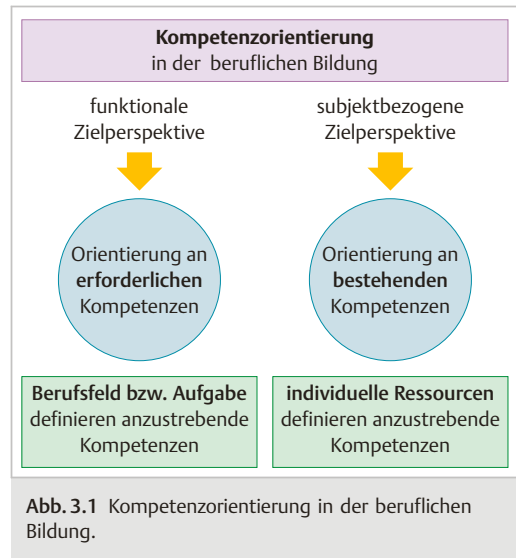 Kompetenzorientierung
in der beruflichen Bildung
funktionale
Zielperspektive
subjektbezogene
Zielperspektive
Orientierung an
erforderlichen
Kompetenzen
Orientierung an
bestehenden
Kompetenzen
Berufsfeld bzw. Aufgabe
definieren anzustrebende
Kompetenzen
individuelle Ressourcen
definieren anzustrebende
Kompetenzen
Abb. 3.1 Kompetenzorientierung in der beruflichen
Bildung.